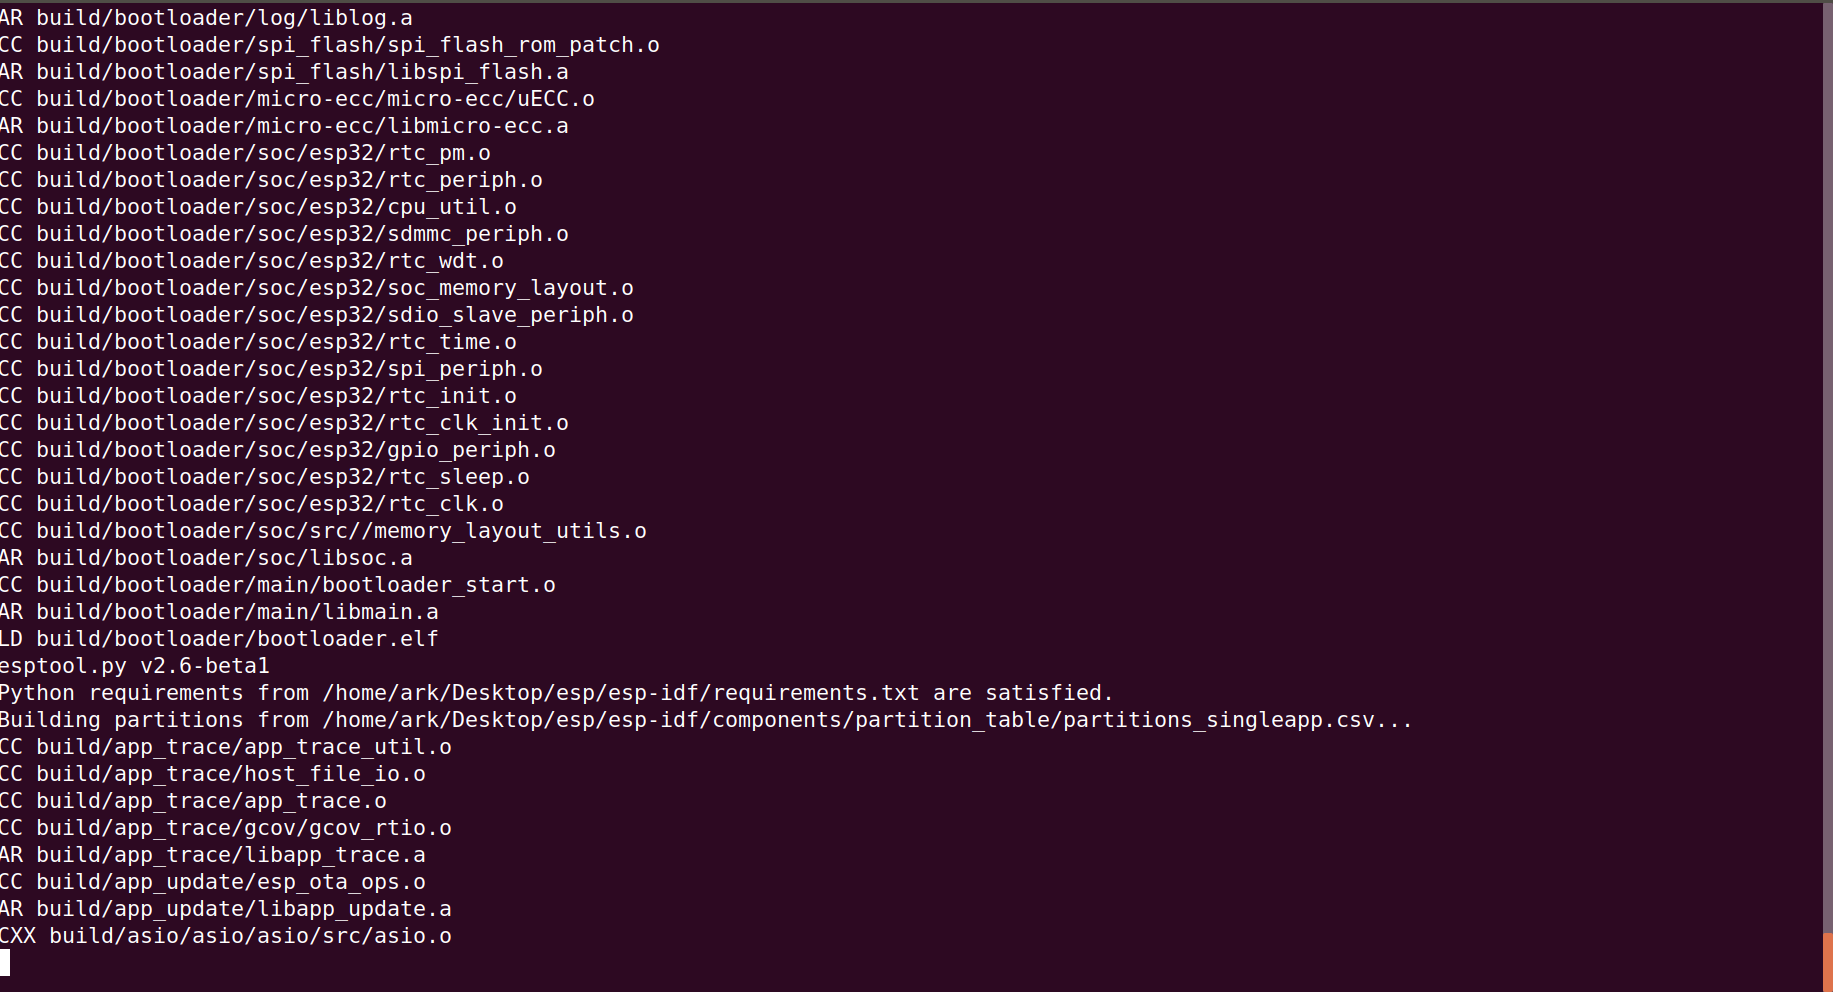 AR build/bootloader/log/liblog.a
CC build/bootloader/spi_flash/spi_flash_rom_patch.o
AR build/bootloader/spi_flash/libspi_flash.a
CC build/bootloader/micro-ecc/micro-ecc/uECC.o
AR build/bootloader/micro-ecc/libmicro-ecc.a
CC build/bootloader/soc/esp32/rtc_pm.o
CC build/bootloader/soc/esp32/rtc_periph.o
CC build/bootloader/soc/esp32/cpu_util.o
CC build/bootloader/soc/esp32/sdmmc_periph.o
CC build/bootloader/soc/esp32/rtc_wdt.o
CC build/bootloader/soc/esp32/soc_memory_layout.o
CC build/bootloader/soc/esp32/sdio_slave_periph.o
CC build/bootloader/soc/esp32/rtc_time.o
CC build/bootloader/soc/esp32/spi_periph.o
CC build/bootloader/soc/esp32/rtc_init.o
CC build/bootloader/soc/esp32/rtc_clk_init.o
CC build/bootloader/soc/esp32/gpio_periph.o
CC build/bootloader/soc/esp32/rtc_sleep.o
CC build/bootloader/soc/esp32/rtc_clk.o
CC build/bootloader/soc/src//memory_layout_utils.o
AR build/bootloader/soc/libsoc.a
CC build/bootloader/main/bootloader_start.o
AR build/bootloader/main/libmain.a
LD build/bootloader/bootloader.elf
esptool.py v2.6-beta1
Python requirements from /home/ark/Desktop/esp/esp-idf/requirements.txt are satisfied.
Building partitions from /home/ark/Desktop/esp/esp-idf/components/partition_table/partitions_singleapp.csv...
CC build/app_trace/app_trace_util.o
CC build/app_trace/host_file_io.o
CC build/app_trace/app_trace.o
CC build/app_trace/gcov/gcov_rtio.o
AR build/app_trace/libapp_trace.a
CC build/app_update/esp_ota_ops.o
AR build/app_update/libapp_update.a
CXX build/asio/asio/asio/src/asio.o